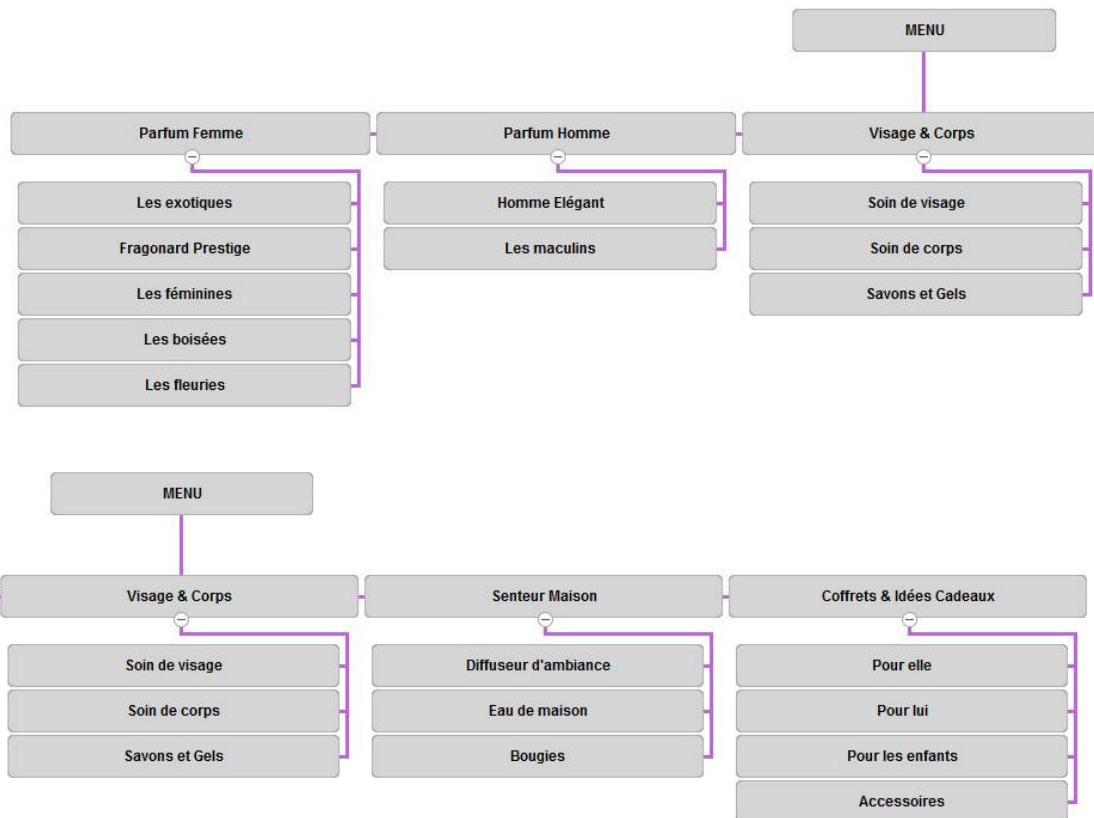 MENU
Parfum Femme
Parfum Homme
Visage & Corps
Les exotiques
Homme Elégant
Soin de visage
Fragonard Prestige
Les maculins
Soin de corps
Les féminines
Savons et Gels
Les boisées
Les fleuries
MENU
Visage & Corps
Senteur Maison
Coffrets & Idées Cadeaux
Soin de visage
Diffuseur d'ambiance
Pour elle
Soin de corps
Eau de maison
Pour lui
Savons et Gels
Bougies
Pour les enfants
Accessoires